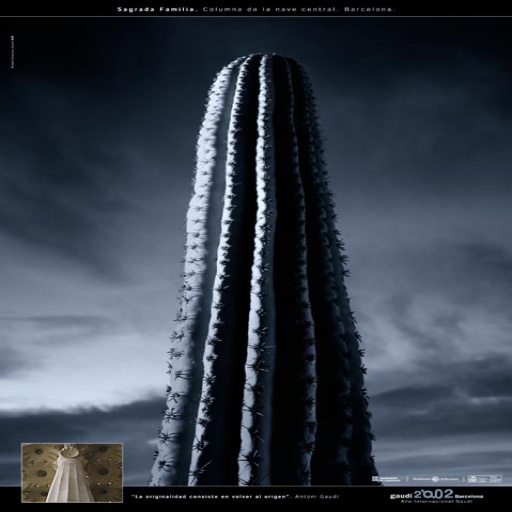 Sagrada Familia. Columna de la nave central. Barcelona.
"La originalidad consiste en volver al origen". Antoni Gaudí
gaudí 2002 Barcelona
Año Internacional Gaudí